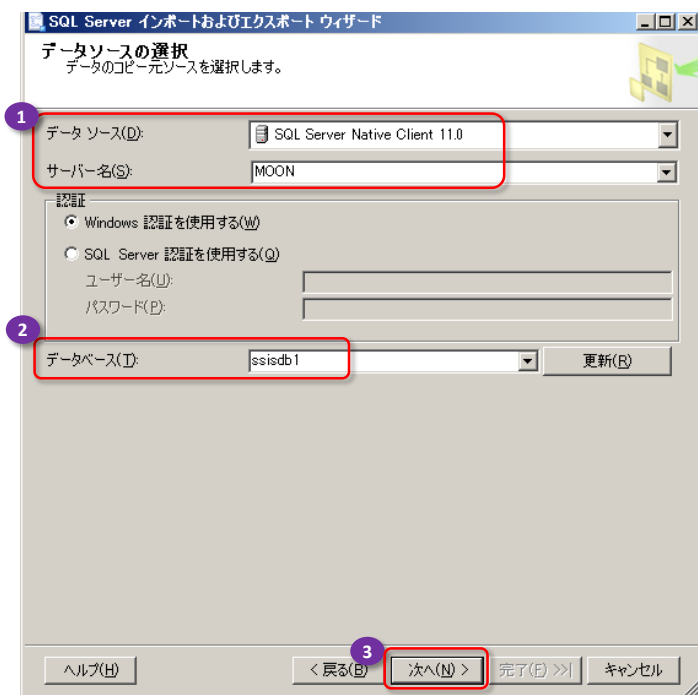 SQL Server インポートおよびエクスポート ウィザード
データソースの選択
データのコピー元ソースを選択します。
1
データ ソース(D): SQL Server Native Client 11.0
サーバー名(S): MOON
認証
Windows 認証を使用する(W)
SQL Server 認証を使用する(Q)
ユーザー名(U):
パスワード(P):
2
データベース(T): ssisdb1 更新(R)
3
ヘルプ(H) < 戻る(B) 次へ(N) > 完了(F) >>| キャンセル